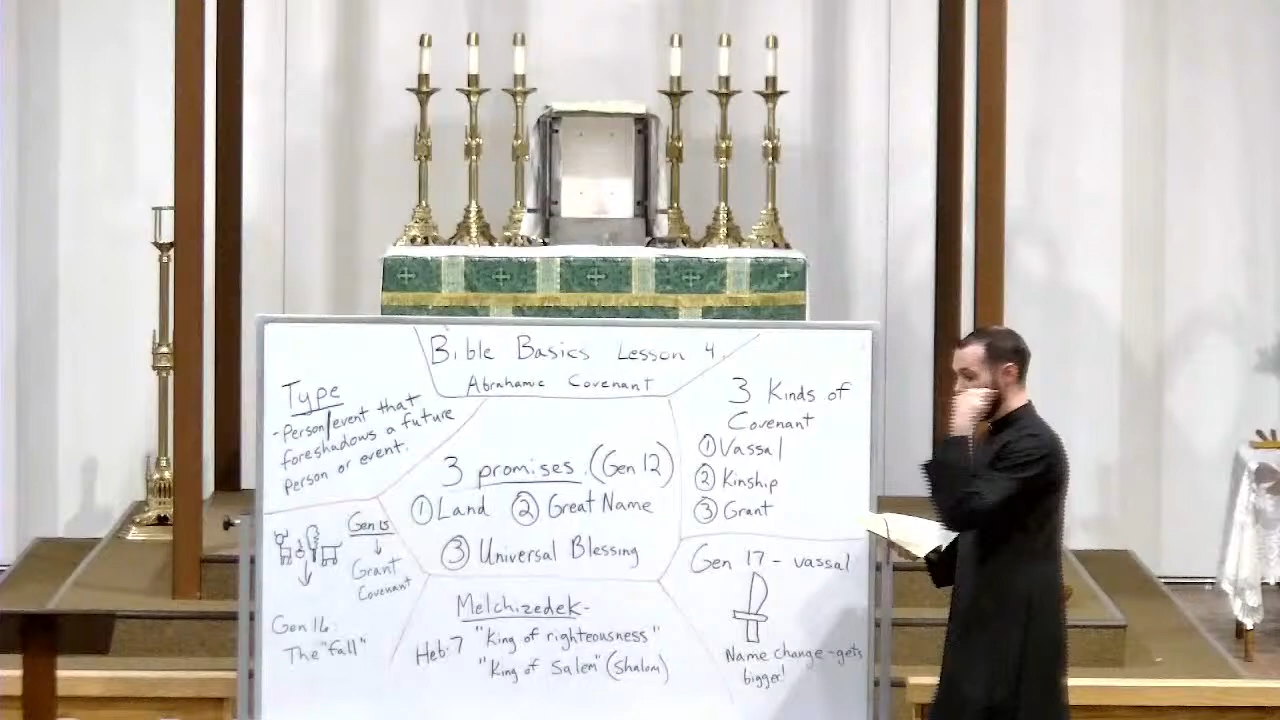 Bible Basics Lesson 4
Abrahamic Covenant
Type
- Person/event that
foreshadows a future
person or event.
3 promises (Gen 12)
① Land ② Great Name
③ Universal Blessing
3 Kinds of
Covenant
① Vassal
② Kinship
③ Grant
Gen 15
Grant
Covenant
Gen 16:
The "fall"
Melchizedek-
Heb. 7 "King of righteousness"
"King of Salem" (shalom)
Gen 17 - vassal
Name change - gets
bigger!